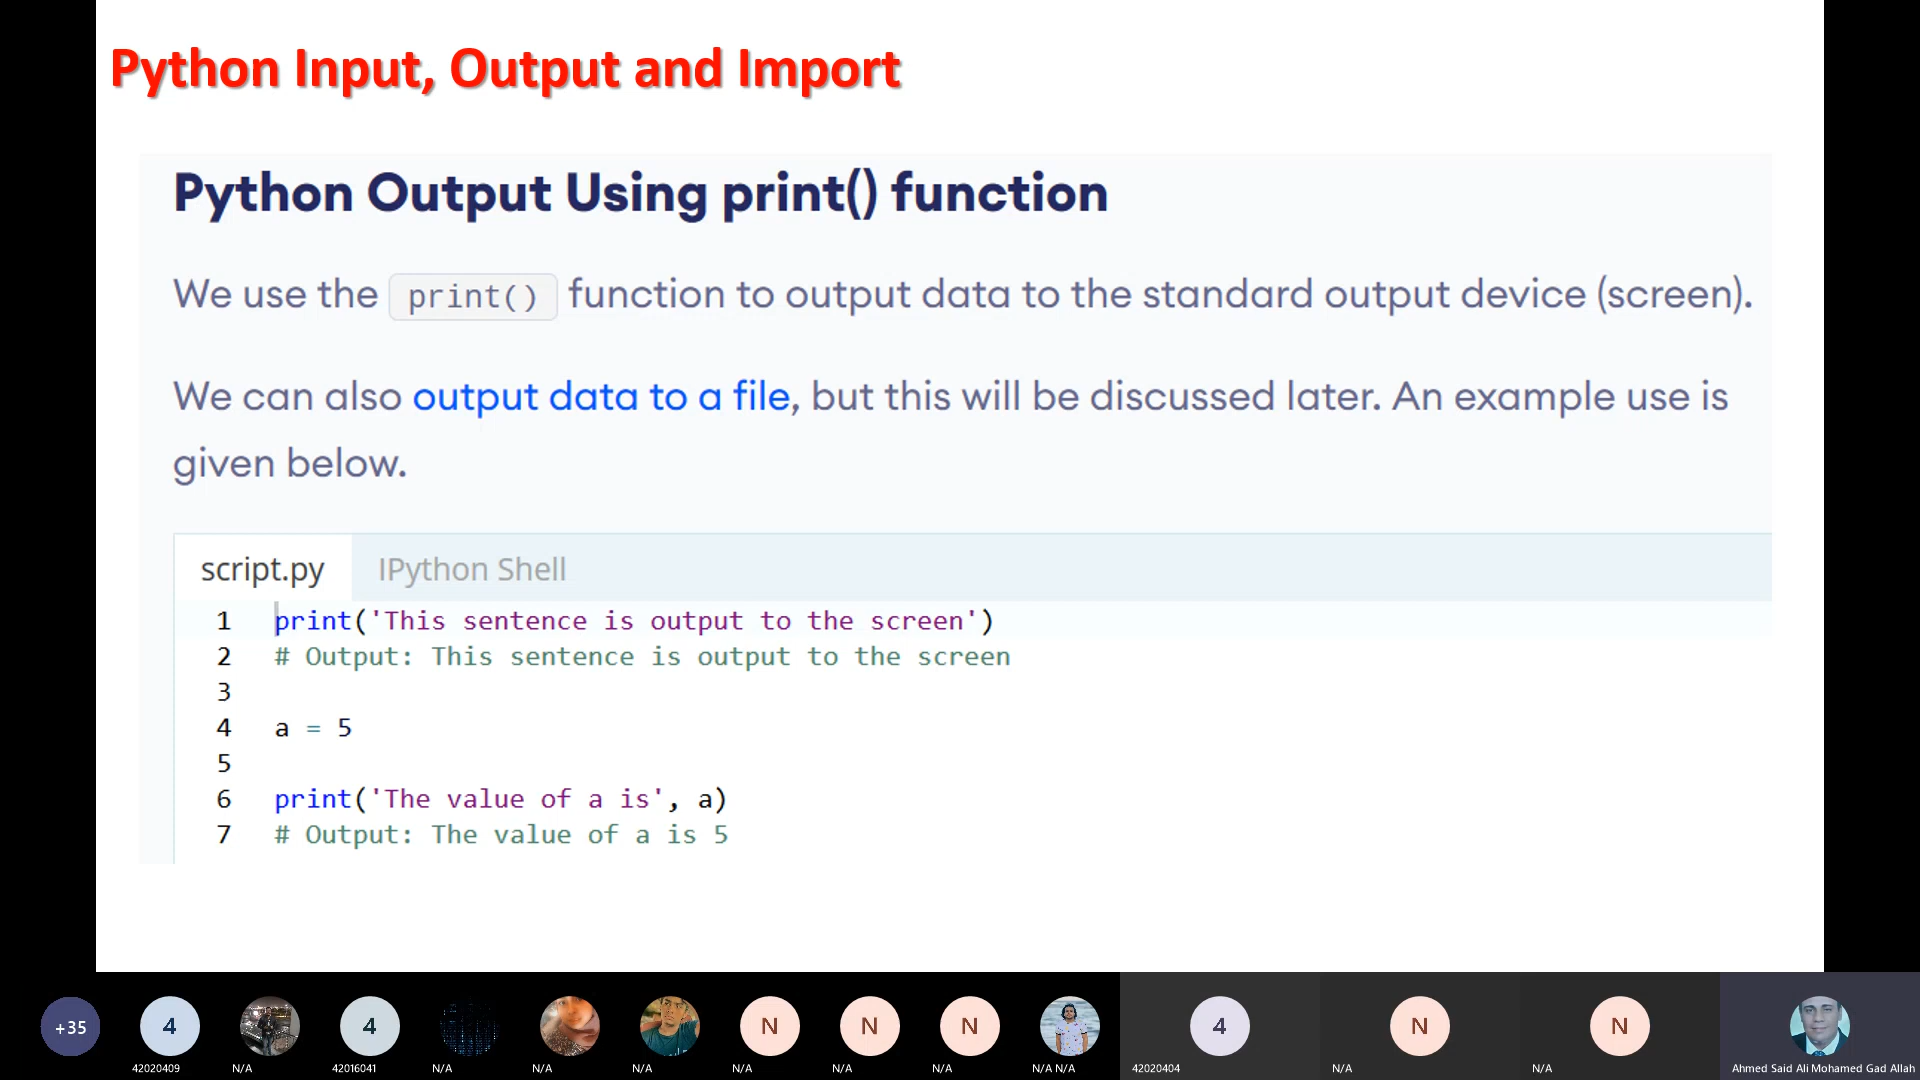 Python Input, Output and Import
Python Output Using print() function
We use the print() function to output data to the standard output device (screen).
We can also output data to a file, but this will be discussed later. An example use is
given below.
script.py IPython Shell
1 print('This sentence is output to the screen')
2 # Output: This sentence is output to the screen
3
4 a = 5
5
6 print('The value of a is', a)
7 # Output: The value of a is 5
+35 4 4 N N N 4 N N
42020409 N/A 42016041 N/A N/A N/A N/A N/A N/A N/A N/A 42020404 N/A N/A Ahmed Said Ali Mohamed Gad Allah